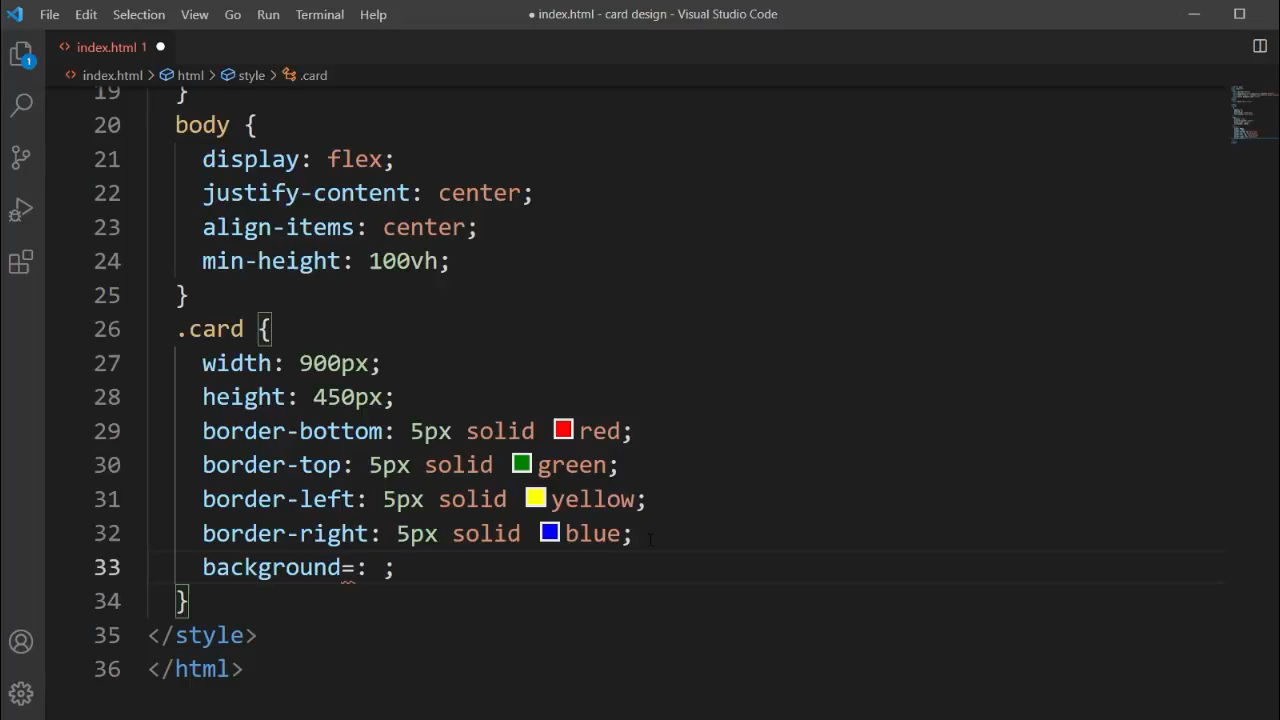 File Edit Selection View Go Run Terminal Help ● index.html - card design - Visual Studio Code
index.html 1 ●
index.html > html > style > .card
1
19 }
20 body {
21 display: flex;
22 justify-content: center;
23 align-items: center;
24 min-height: 100vh;
25 }
26 .card {
27 width: 900px;
28 height: 450px;
29 border-bottom: 5px solid red;
30 border-top: 5px solid green;
31 border-left: 5px solid yellow;
32 border-right: 5px solid blue;
33 background=: ;
34 }
35 </style>
36 </html>